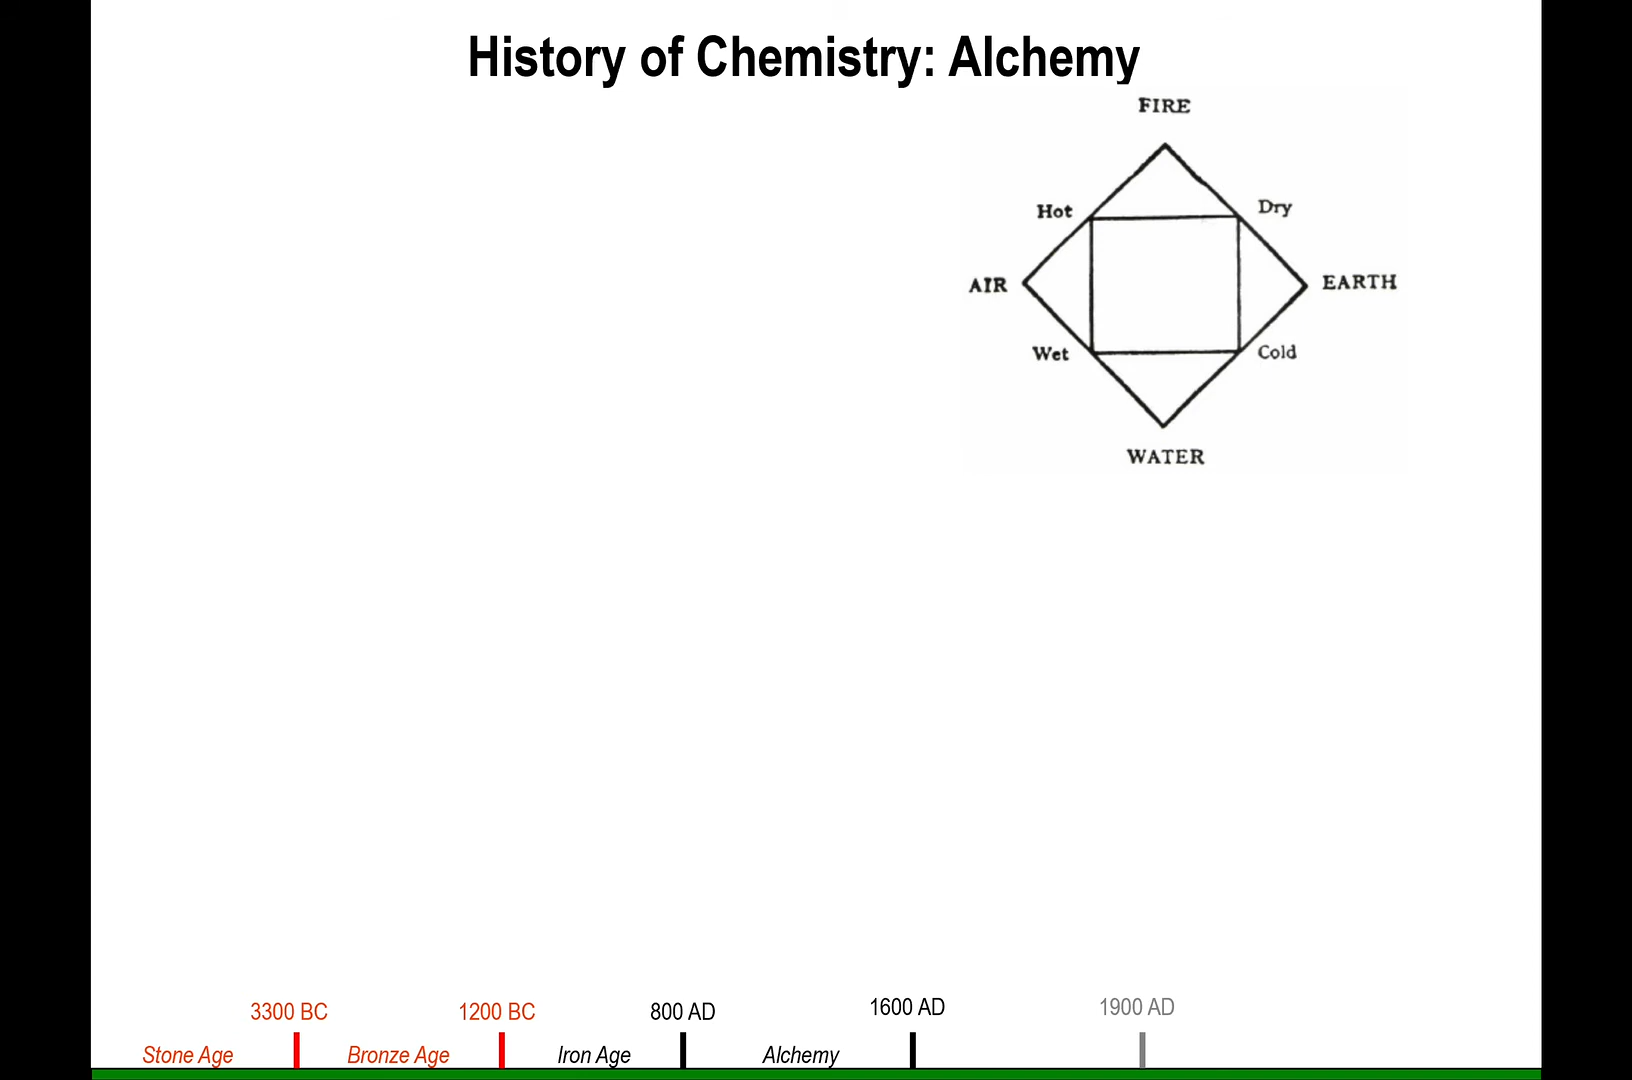 History of Chemistry: Alchemy
FIRE
Hot
Dry
AIR
EARTH
Wet
Cold
WATER
3300 BC
1200 BC
800 AD
1600 AD
1900 AD
Stone Age
Bronze Age
Iron Age
Alchemy